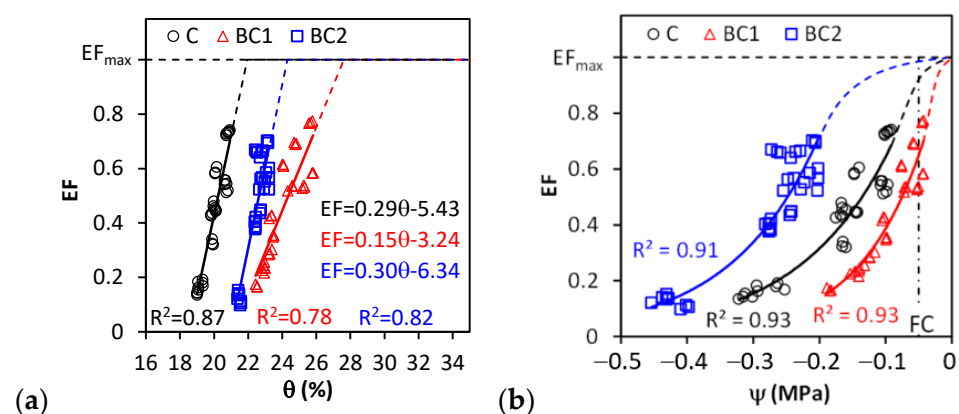 C BC1 BC2
EFmax
1
0.8
0.6
0.4
0.2
0
EF
EF=0.29θ-5.43
EF=0.15θ-3.24
EF=0.30θ-6.34
R²=0.87 R²=0.78 R²=0.82
16 18 20 22 24 26 28 30 32 34
θ (%)
(a)
C BC1 BC2
EFmax
1
0.8
0.6
0.4
0.2
0
EF
R² = 0.91
R² = 0.93
R² = 0.93
FC
−0.5 −0.4 −0.3 −0.2 −0.1 0
ψ (MPa)
(b)